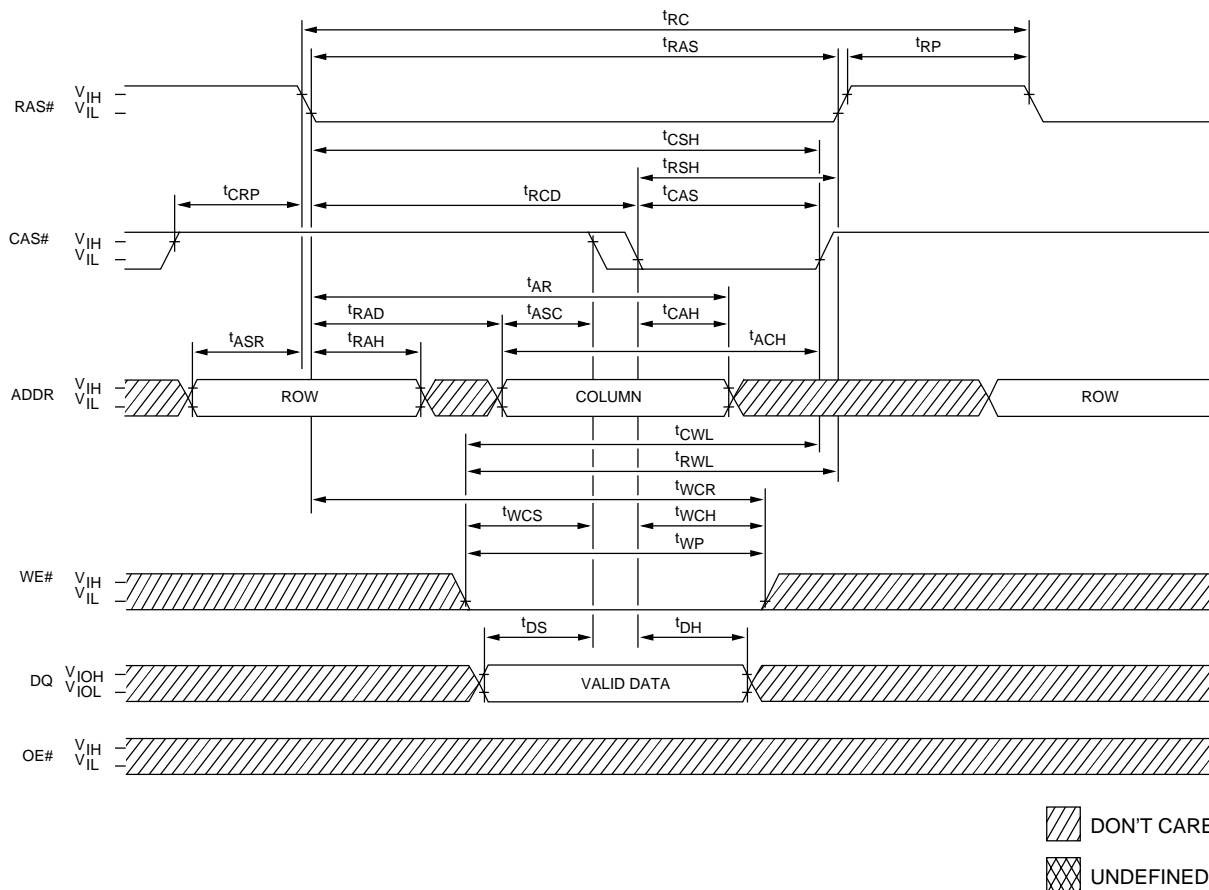 tRC
tRAS
tRP
RAS# VIH
VIL
tCSH
tRSH
tCRP
tRCD
tCAS
CAS# VIH
VIL
tAR
tRAD
tASC
tCAH
tASR
tRAH
tACH
ADDR VIH
VIL
ROW
COLUMN
ROW
tCWL
tRWL
tWCR
tWCS
tWCH
tWP
WE# VIH
VIL
tDS
tDH
DQ VIOH
VIOL
VALID DATA
OE# VIH
VIL
DON'T CARE
UNDEFINED